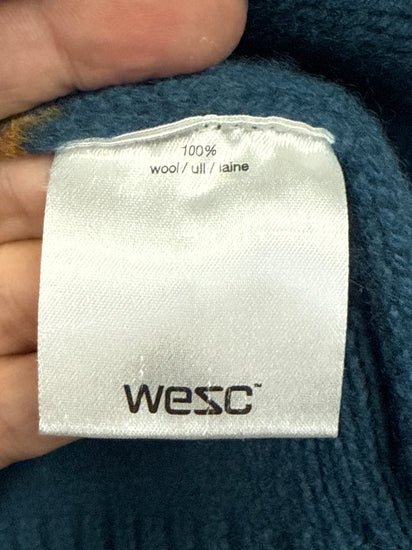 100%
wool / ull / laine
wesc™